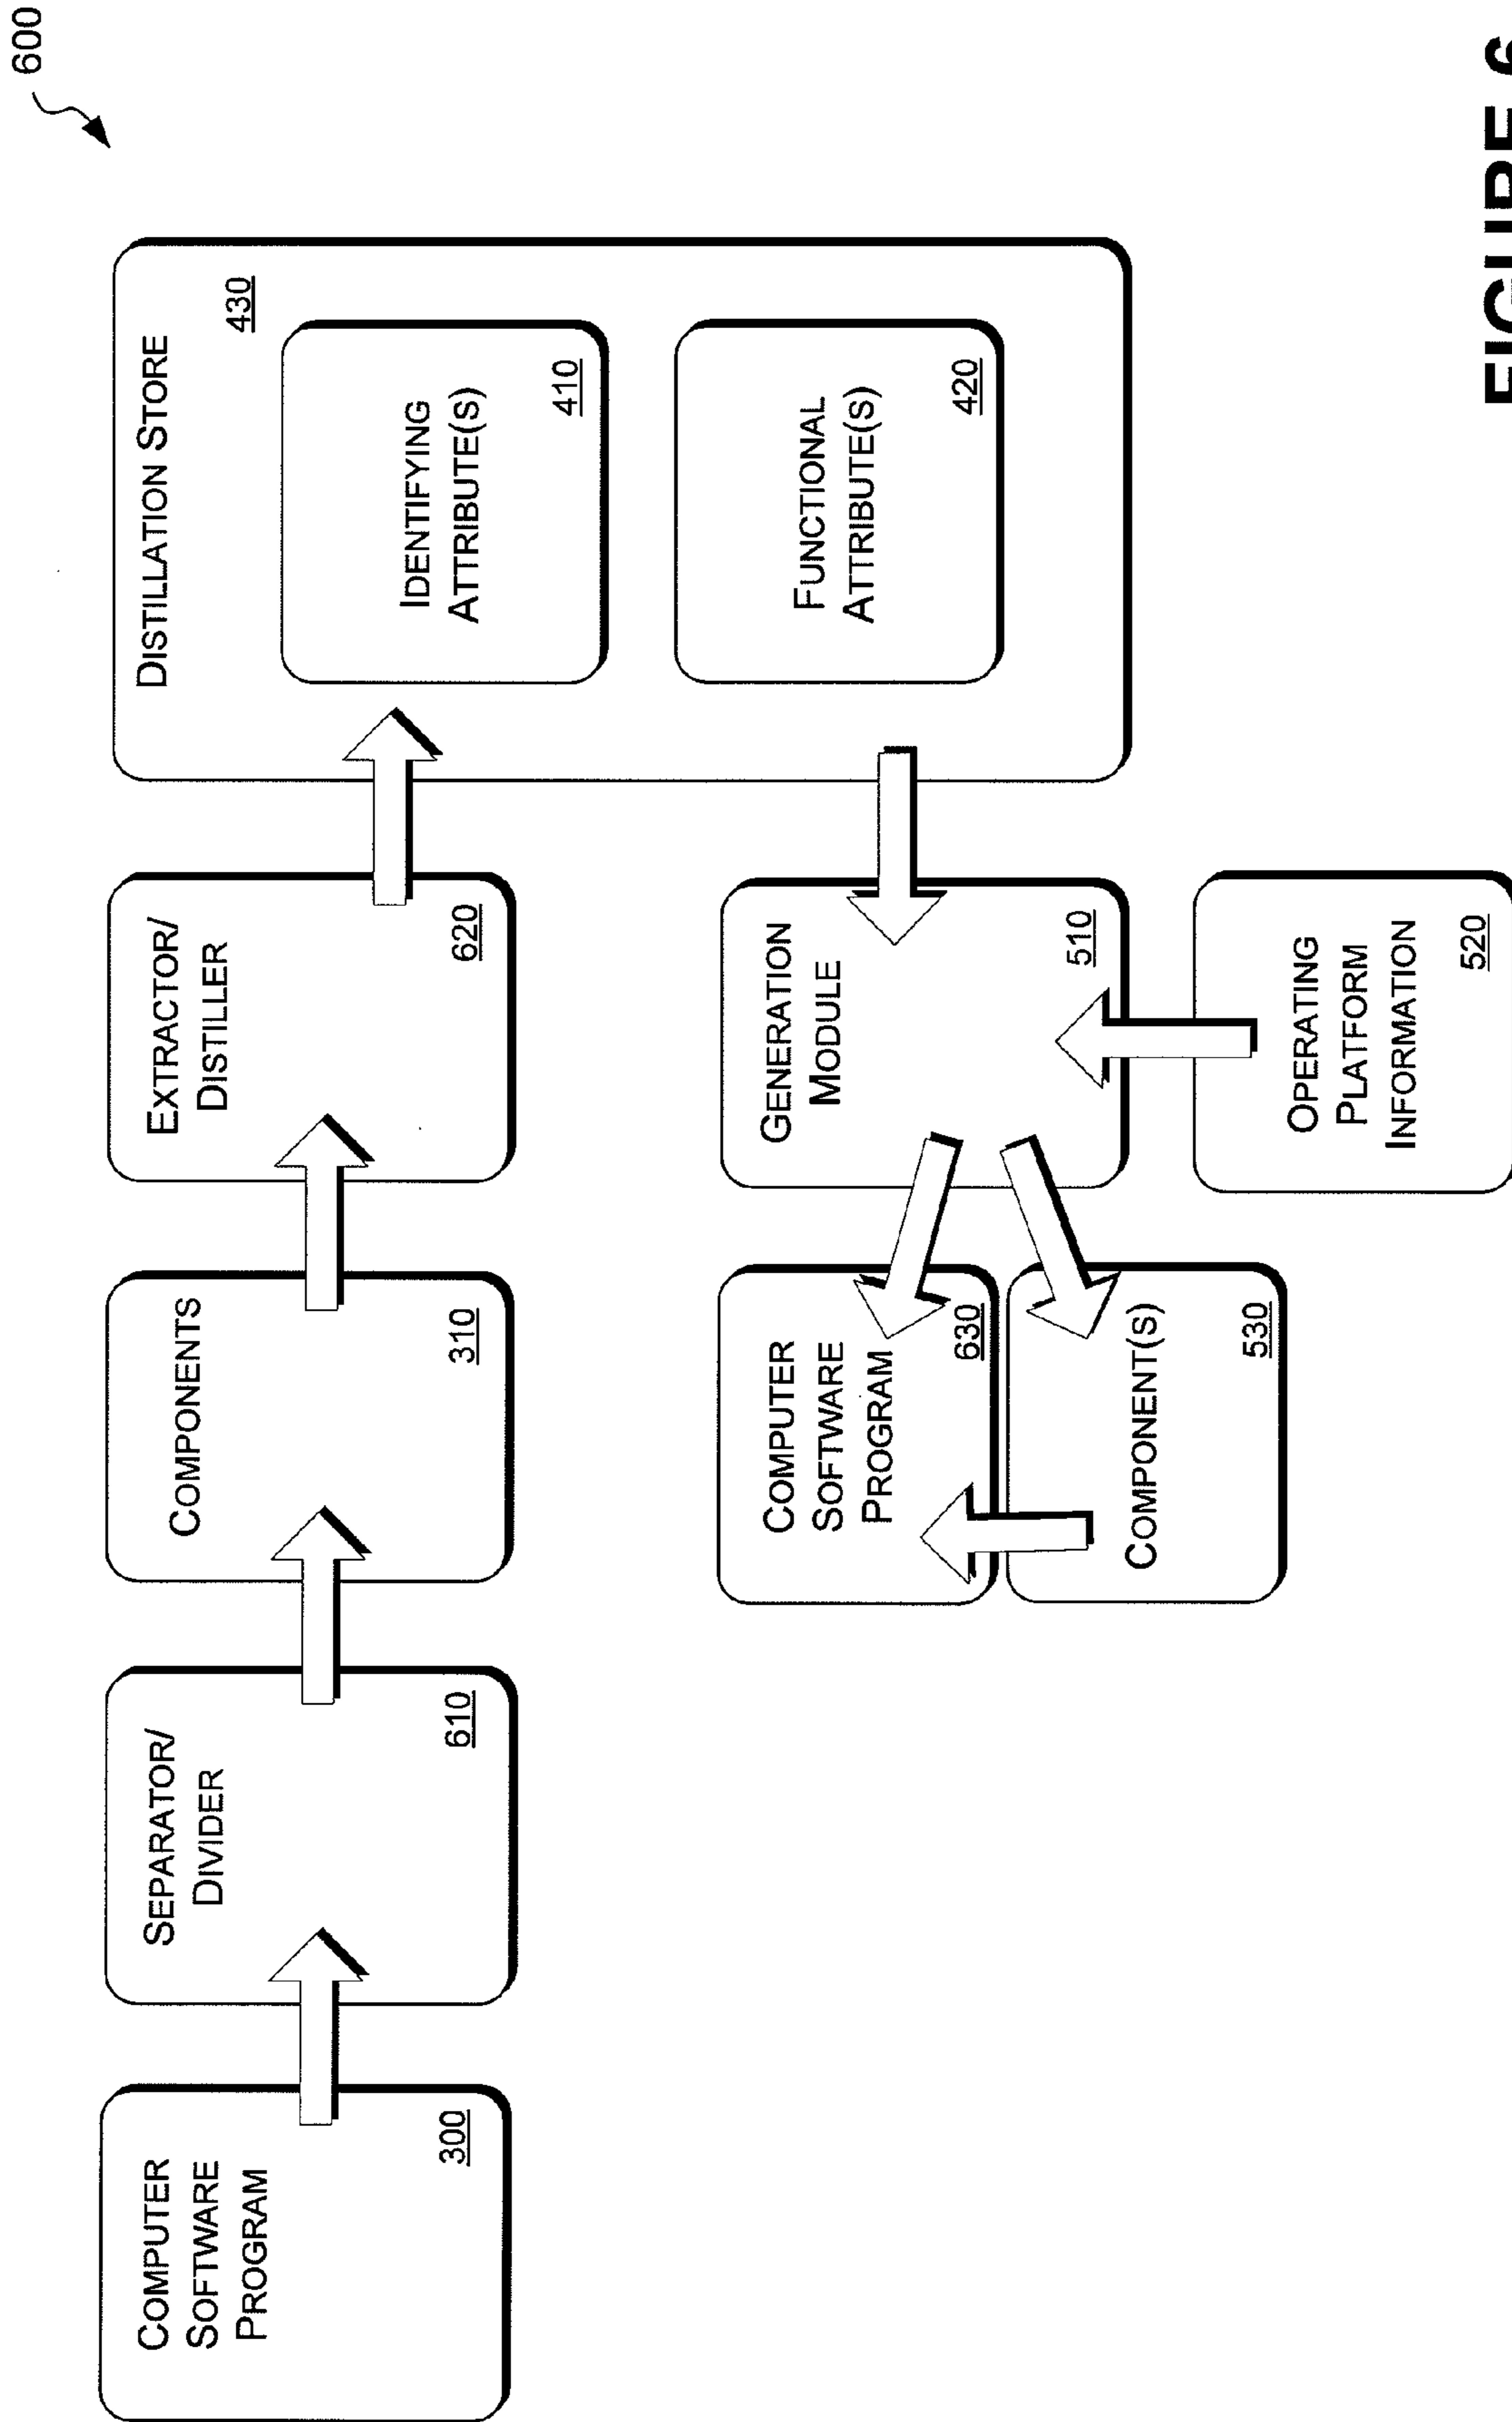 600
COMPUTER
SOFTWARE
PROGRAM
300
SEPARATOR/
DIVIDER
610
COMPONENTS
310
EXTRACTOR/
DISTILLER
620
DISTILLATION STORE
430
IDENTIFYING
ATTRIBUTE(S)
410
FUNCTIONAL
ATTRIBUTE(S)
420
GENERATION
MODULE
510
OPERATING
PLATFORM
INFORMATION
520
COMPUTER
SOFTWARE
PROGRAM
630
COMPONENT(S)
530
FIGURE 6